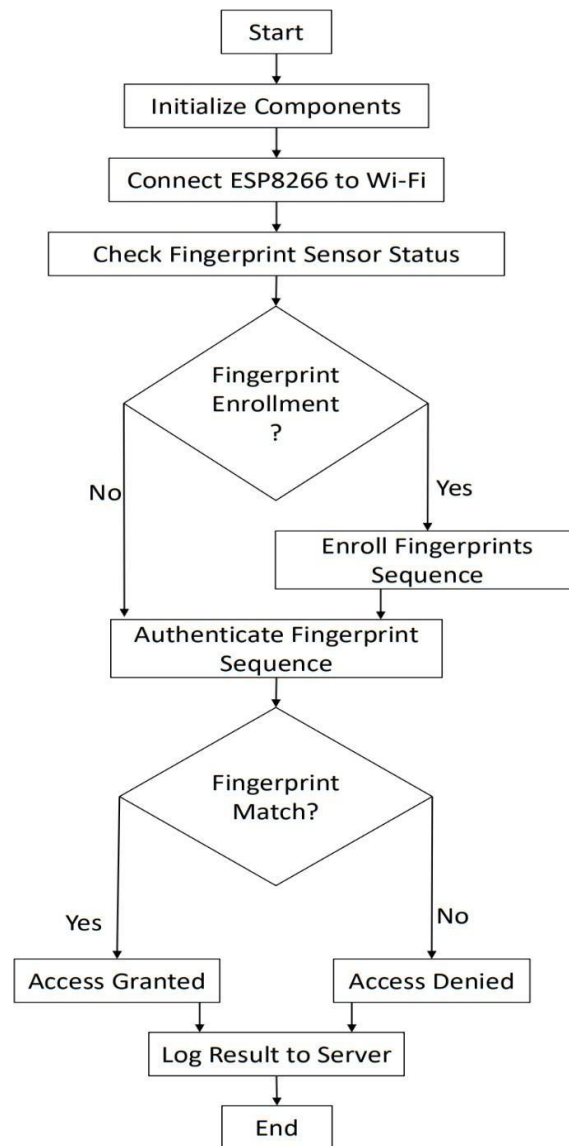 Start
Initialize Components
Connect ESP8266 to Wi-Fi
Check Fingerprint Sensor Status
Fingerprint
Enrollment
?
No
Yes
Enroll Fingerprints
Sequence
Authenticate Fingerprint
Sequence
Fingerprint
Match?
Yes
No
Access Granted
Access Denied
Log Result to Server
End